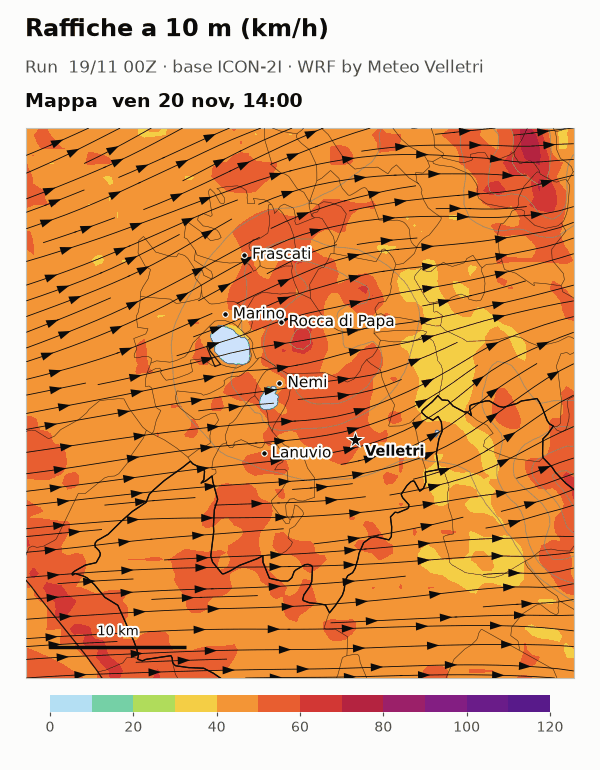 Raffiche a 10 m (km/h)
Run  19/11 00Z · base ICON-2I · WRF by Meteo Velletri
Mappa  ven 20 nov, 14:00
Frascati
Marino
Rocca di Papa
Nemi
Velletri
Lanuvio
10 km
0 20 40 60 80 100 120